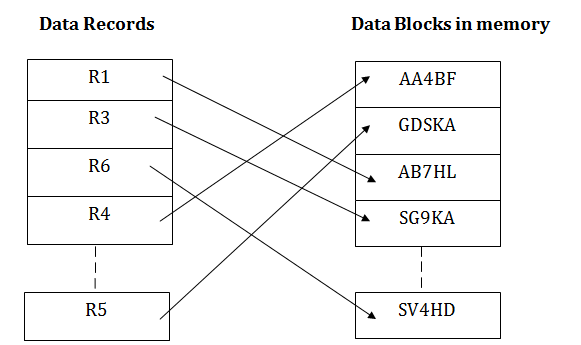 Data Records
R1
R3
R6
R4
R5
Data Blocks in memory
AA4BF
GDSKA
AB7HL
SG9KA
SV4HD